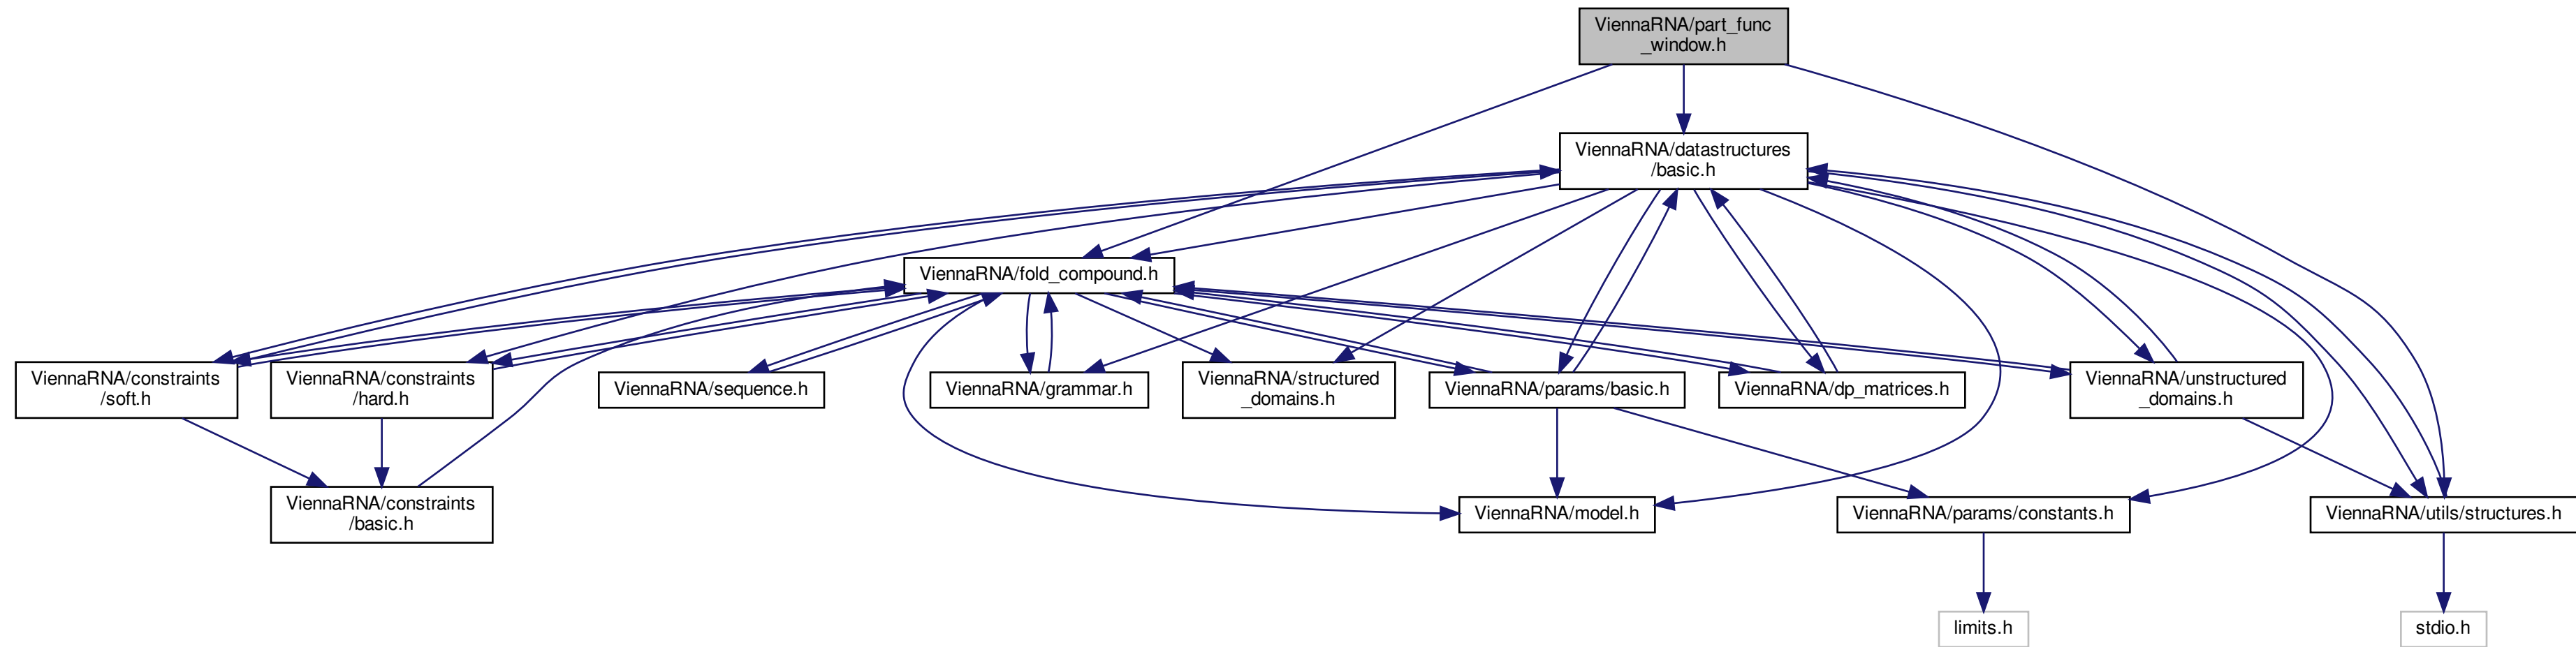 ViennaRNA/part_func
_window.h
ViennaRNA/datastructures
/basic.h
ViennaRNA/fold_compound.h
ViennaRNA/constraints
/soft.h
ViennaRNA/constraints
/hard.h
ViennaRNA/sequence.h
ViennaRNA/grammar.h
ViennaRNA/structured
_domains.h
ViennaRNA/params/basic.h
ViennaRNA/dp_matrices.h
ViennaRNA/unstructured
_domains.h
ViennaRNA/constraints
/basic.h
ViennaRNA/model.h
ViennaRNA/params/constants.h
ViennaRNA/utils/structures.h
limits.h
stdio.h